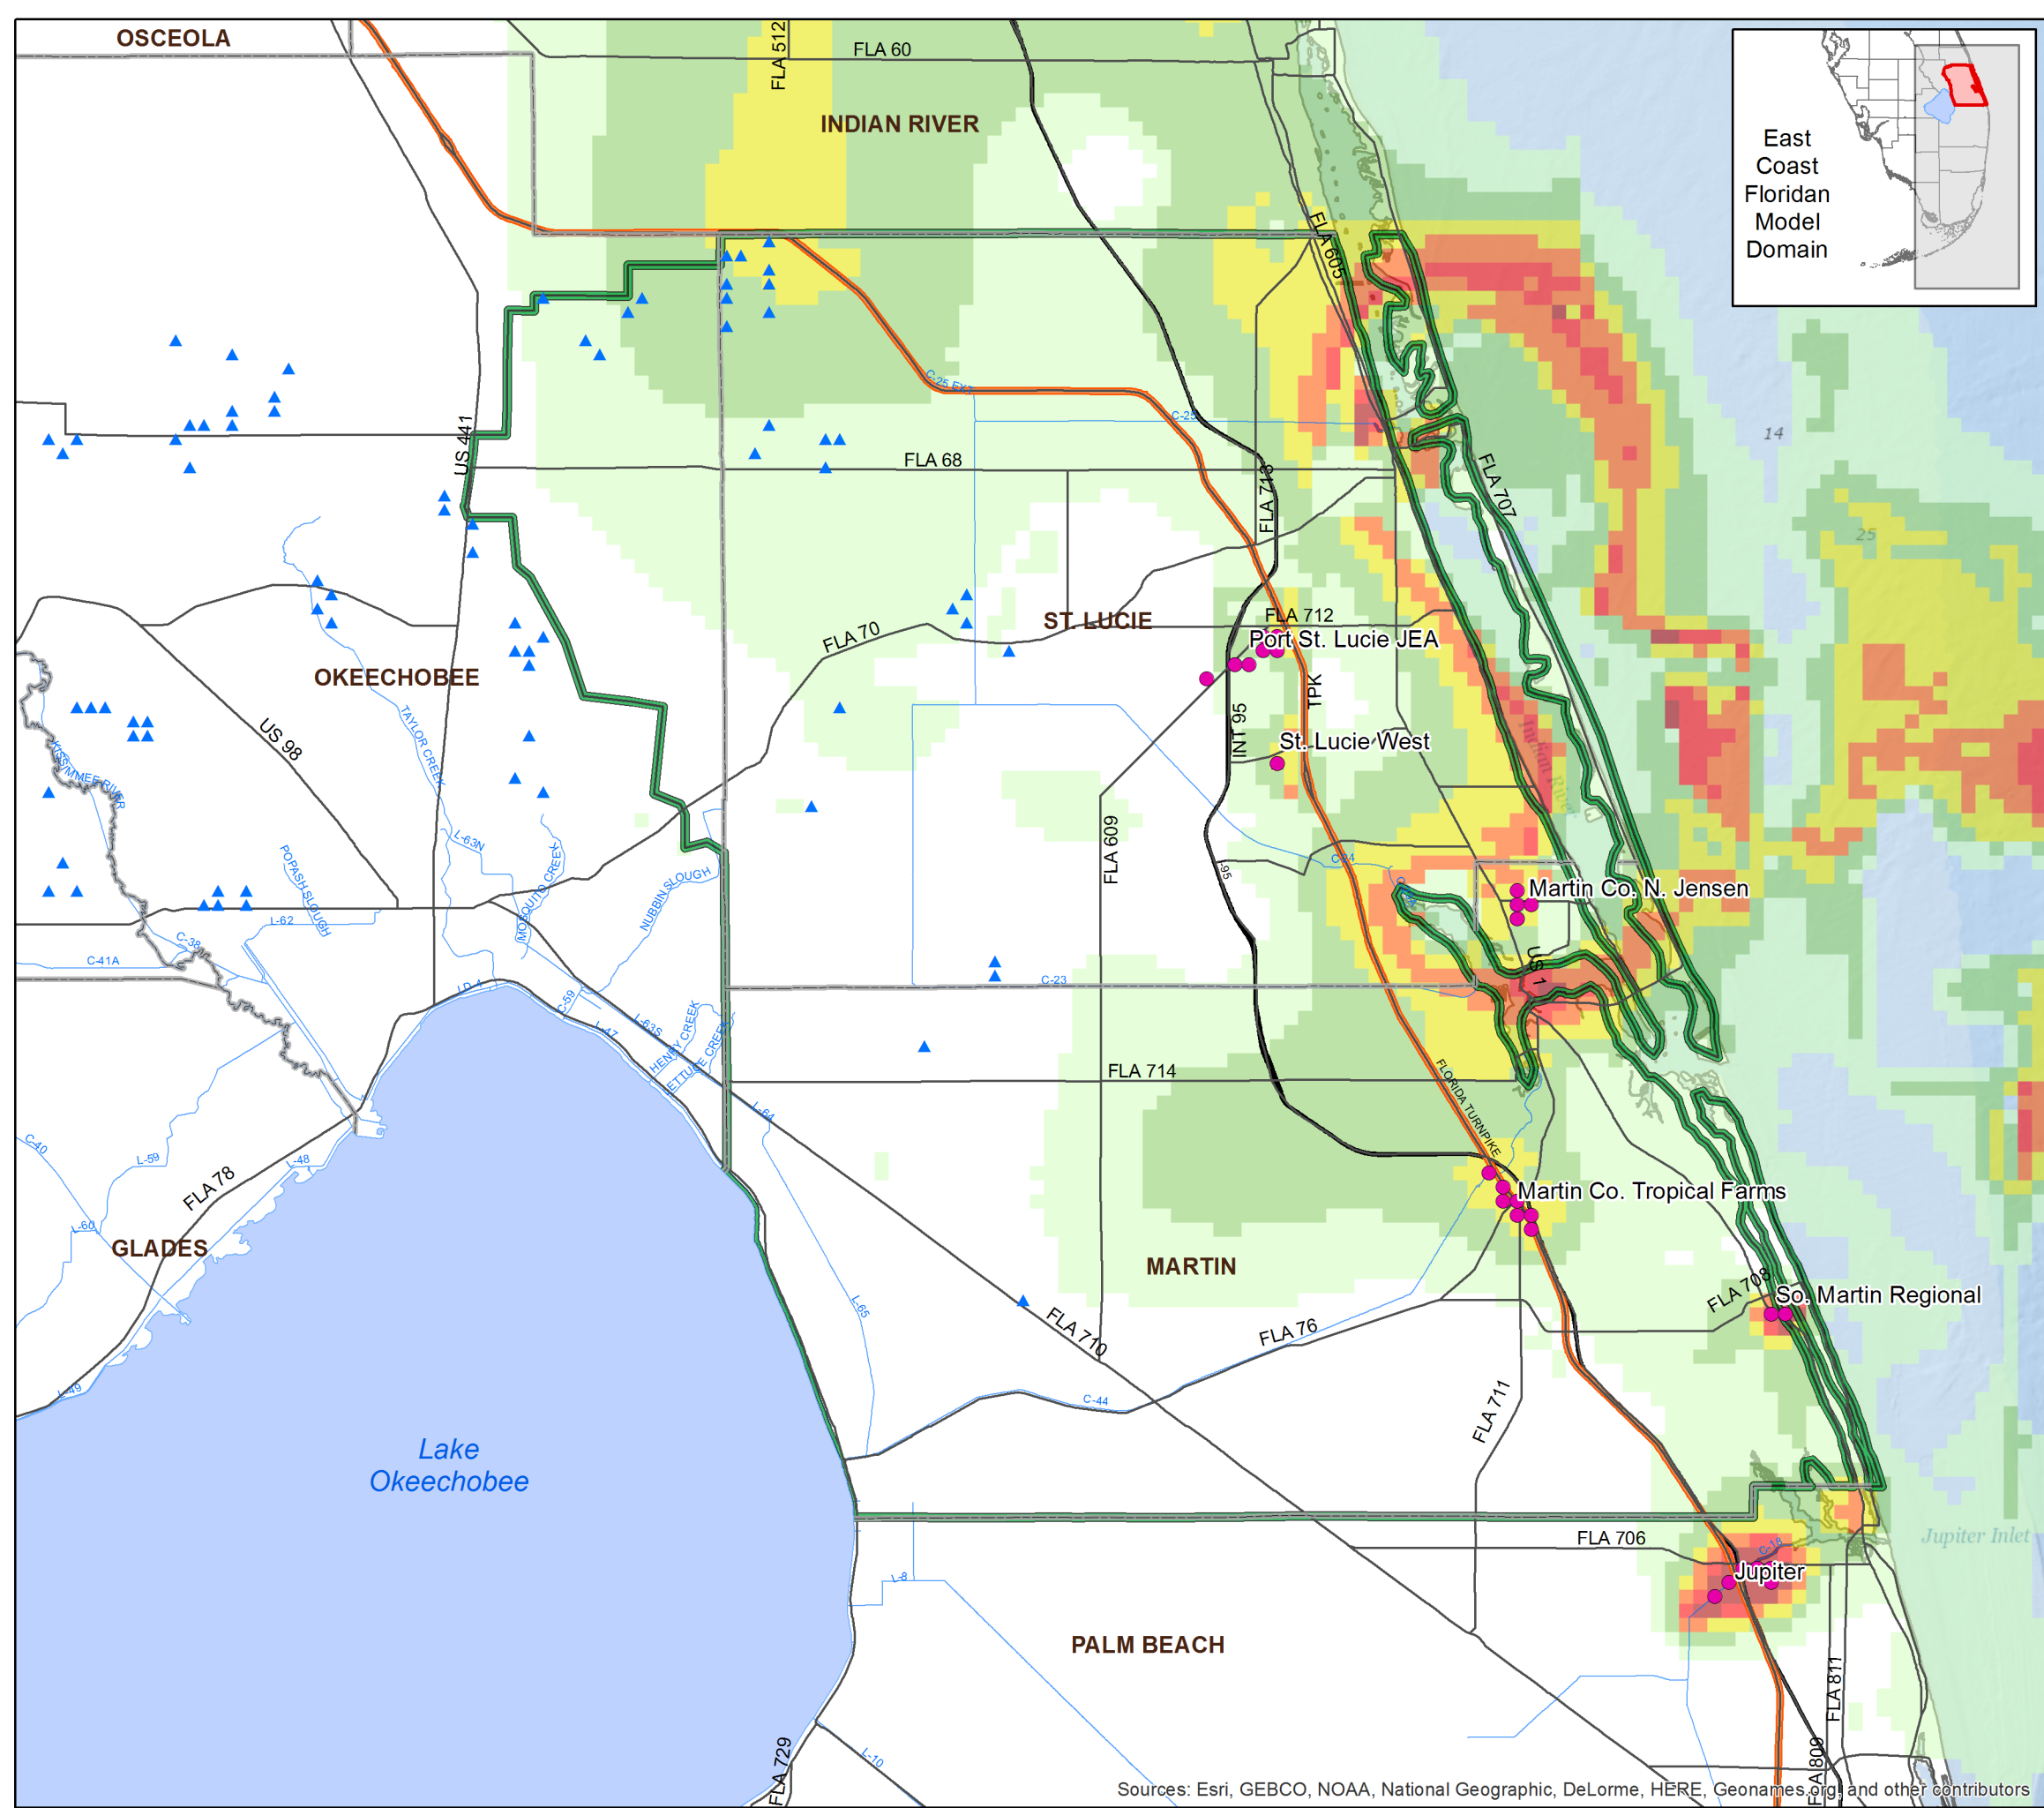 OSCEOLA
FLA 512
FLA 60
INDIAN RIVER
East
Coast
Floridan
Model
Domain
FLA 605
C-25 EXT
C-25
14
US 441
FLA 68
FLA 713
FLA 707
25
ST. LUCIE
FLA 712
FLA 70
Port St. Lucie JEA
OKEECHOBEE
TPK
INT 95
St. Lucie West
US 98
TAYLOR CREEK
KISSIMMEE RIVER
Indian River
L-63N
FLA 609
C-24
I-95
POPASH SLOUGH
MOSQUITO CREEK
NUBBIN SLOUGH
Martin Co. N. Jensen
L-62
C-38
C-41A
US 1
C-23
LD-4
C-59
L-47
L-63S
HENRY CREEK
LETTUCE CREEK
FLA 714
FLORIDA TURNPIKE
L-64
C-40
L-59
L-48
FLA 78
Martin Co. Tropical Farms
L-60
GLADES
MARTIN
L-65
FLA 708
So. Martin Regional
FLA 710
FLA 76
L-49
C-44
FLA 711
Lake
Okeechobee
FLA 706
Jupiter Inlet
C-18
Jupiter
L-8
PALM BEACH
FLA 811
FLA 729
L-10
FLA 809
Sources: Esri, GEBCO, NOAA, National Geographic, DeLorme, HERE, Geonames.org, and other contributors